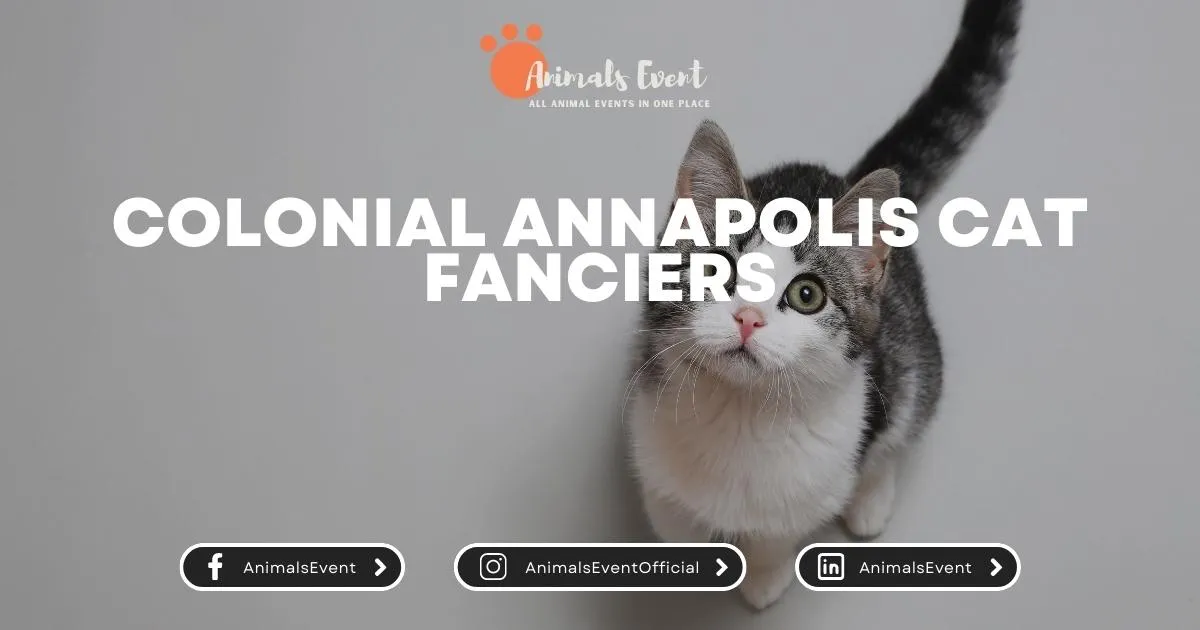 Animals Event
ALL ANIMAL EVENTS IN ONE PLACE
COLONIAL ANNAPOLIS CAT
FANCIERS
AnimalsEvent
AnimalsEventOfficial
AnimalsEvent